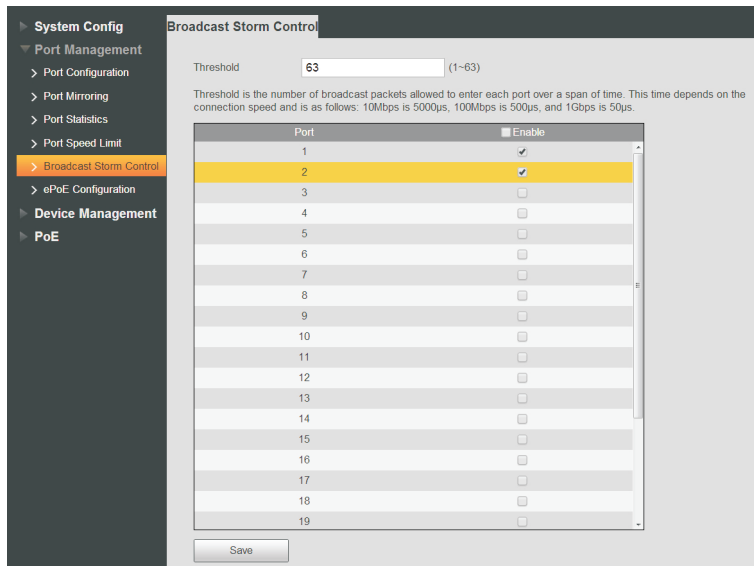 System Config
Port Management
Port Configuration
Port Mirroring
Port Statistics
Port Speed Limit
Broadcast Storm Control
ePoE Configuration
Device Management
PoE
Broadcast Storm Control
Threshold 63 (1~63)
Threshold is the number of broadcast packets allowed to enter each port over a span of time. This time depends on the
connection speed and is as follows: 10Mbps is 5000μs, 100Mbps is 500μs, and 1Gbps is 50μs.
Port Enable
1
2
3
4
5
6
7
8
9
10
11
12
13
14
15
16
17
18
19
Save